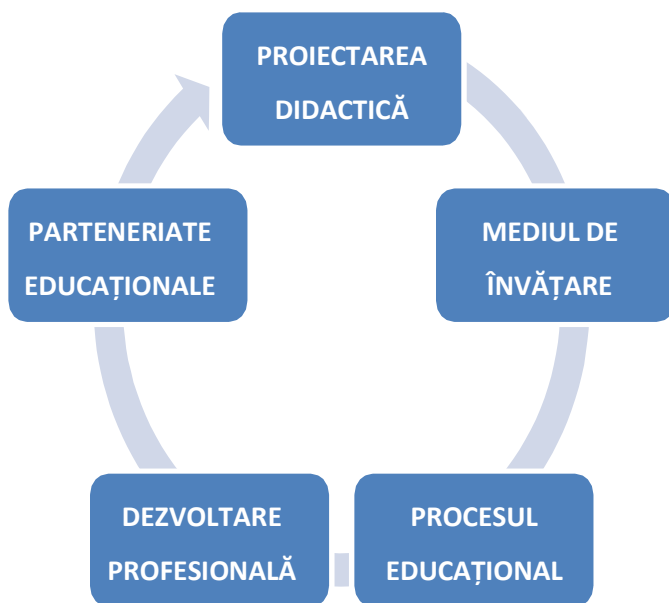 PROIECTAREA
DIDACTICĂ
MEDIUL DE
ÎNVĂȚARE
PROCESUL
EDUCAȚIONAL
DEZVOLTARE
PROFESIONALĂ
PARTENERIATE
EDUCAȚIONALE